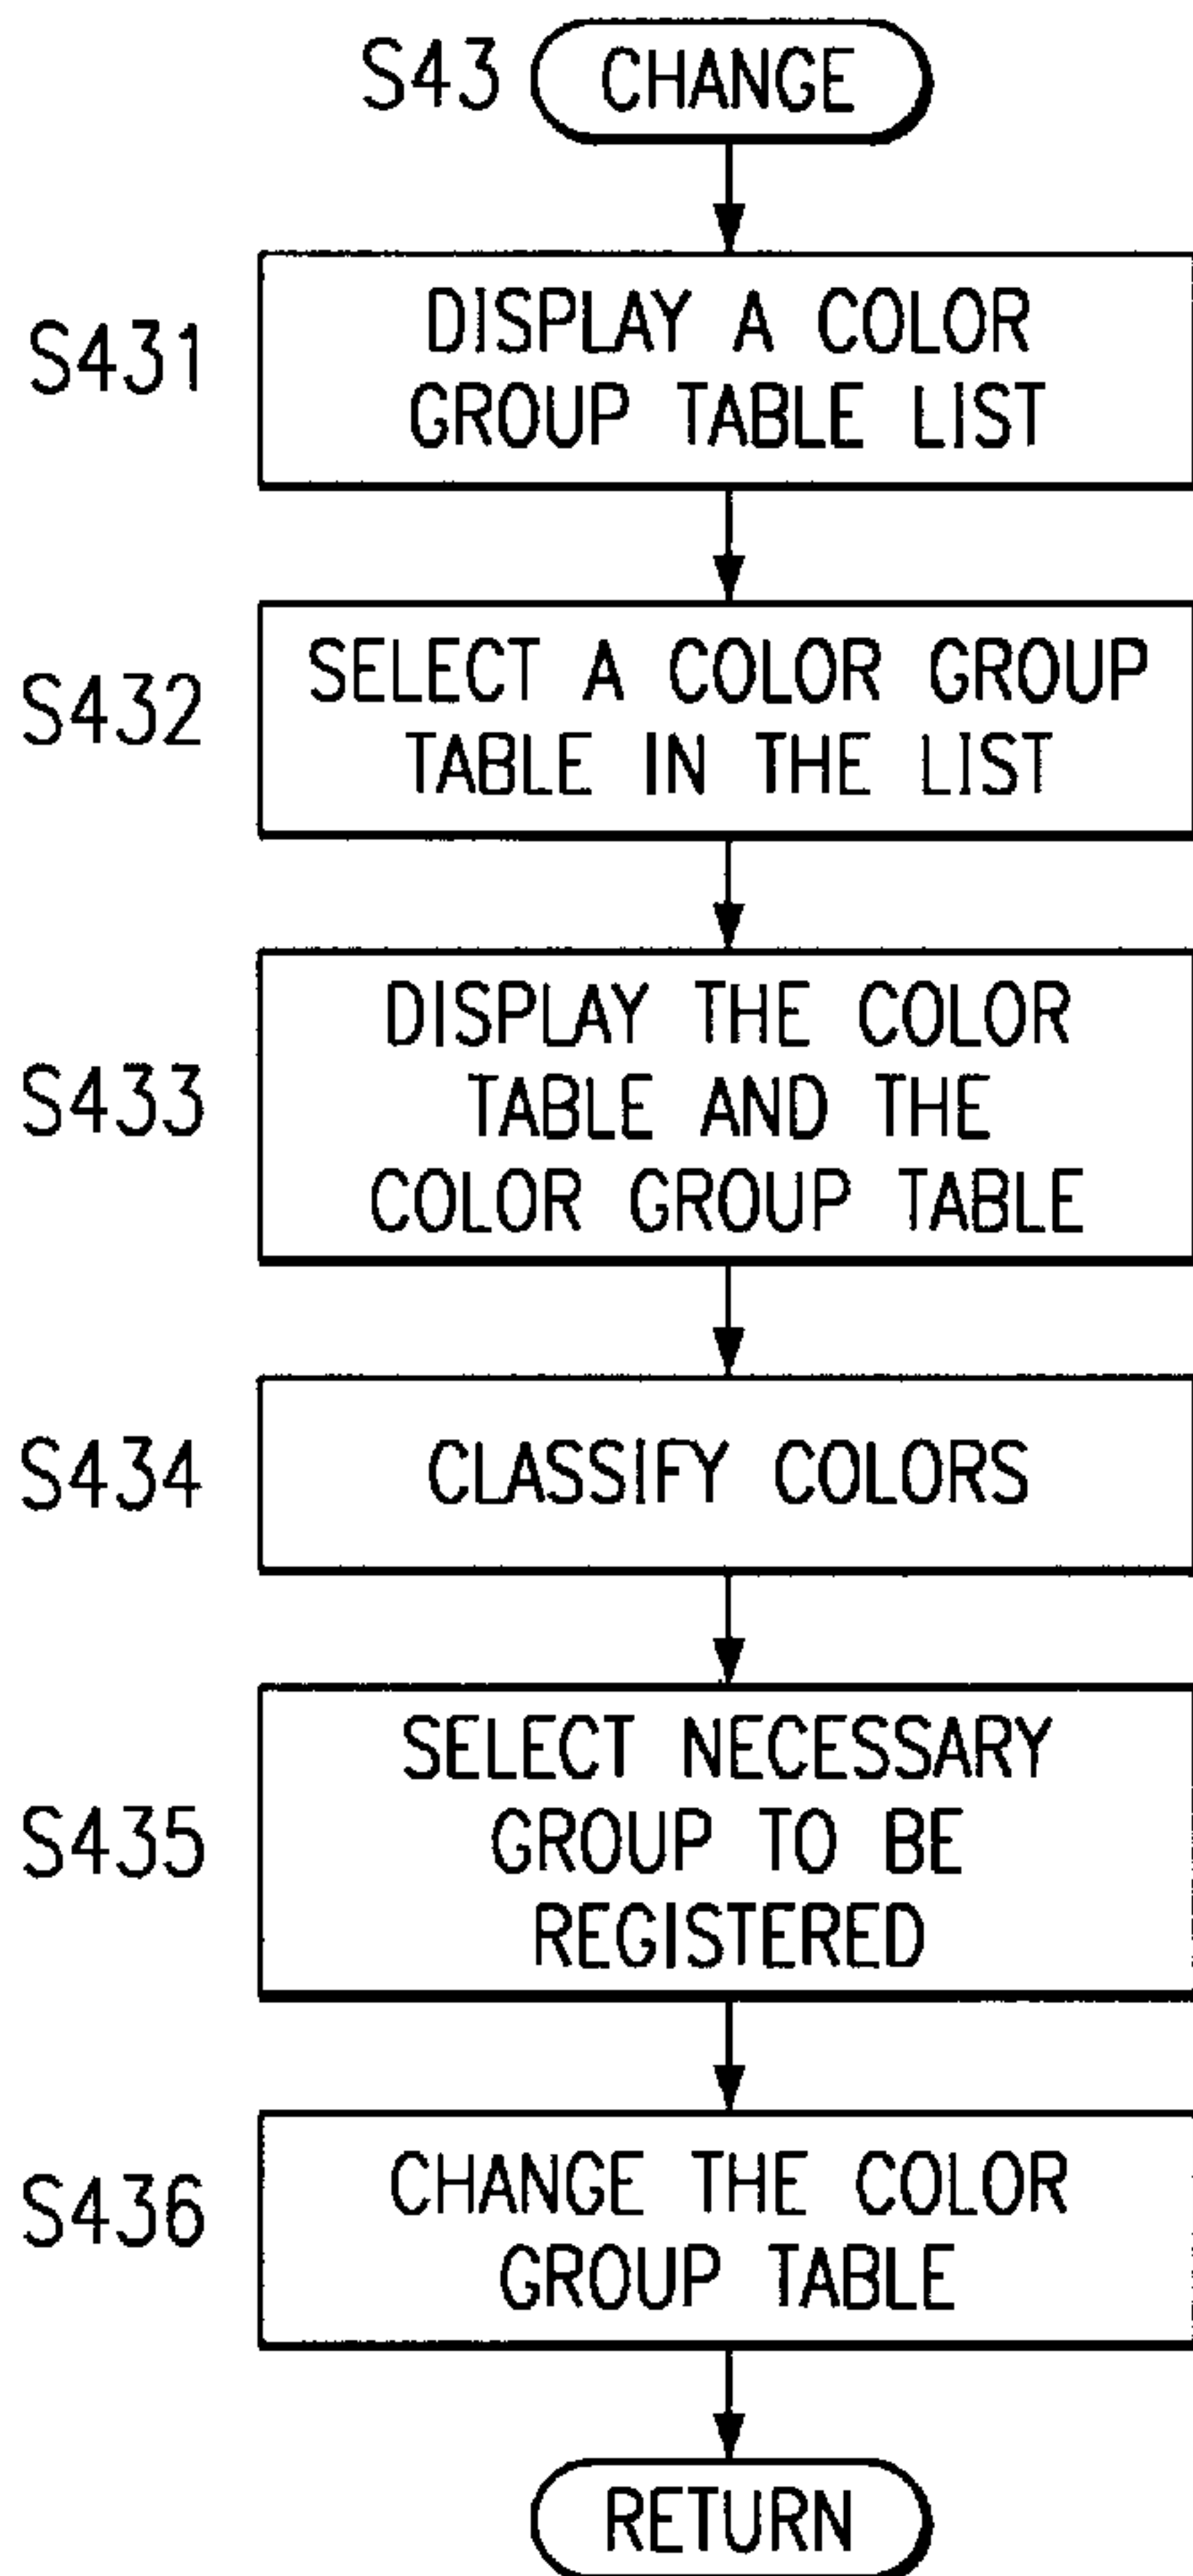 S43 CHANGE
S431
DISPLAY A COLOR
GROUP TABLE LIST
S432
SELECT A COLOR GROUP
TABLE IN THE LIST
S433
DISPLAY THE COLOR
TABLE AND THE
COLOR GROUP TABLE
S434
CLASSIFY COLORS
S435
SELECT NECESSARY
GROUP TO BE
REGISTERED
S436
CHANGE THE COLOR
GROUP TABLE
RETURN